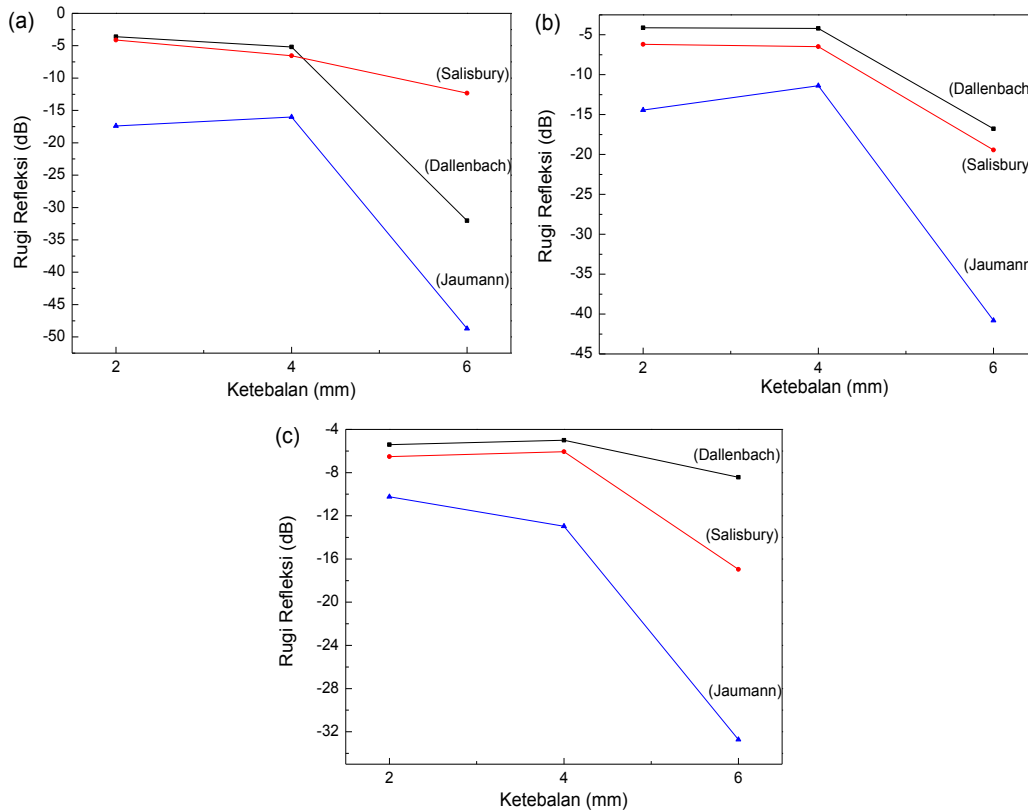 (a)
0
-5
-10
-15
-20
-25
-30
-35
-40
-45
-50
Rugi Refleksi (dB)
(Salisbury)
(Dallenbach)
(Jaumann)
2 4 6
Ketebalan (mm)
(b)
-5
-10
-15
-20
-25
-30
-35
-40
-45
Rugi Refleksi (dB)
(Dallenbach
(Salisbury
(Jaumann
2 4 6
Ketebalan (mm)
(c)
-4
-8
-12
-16
-20
-24
-28
-32
Rugi Refleksi (dB)
(Dallenbach)
(Salisbury)
(Jaumann)
2 4 6
Ketebalan (mm)